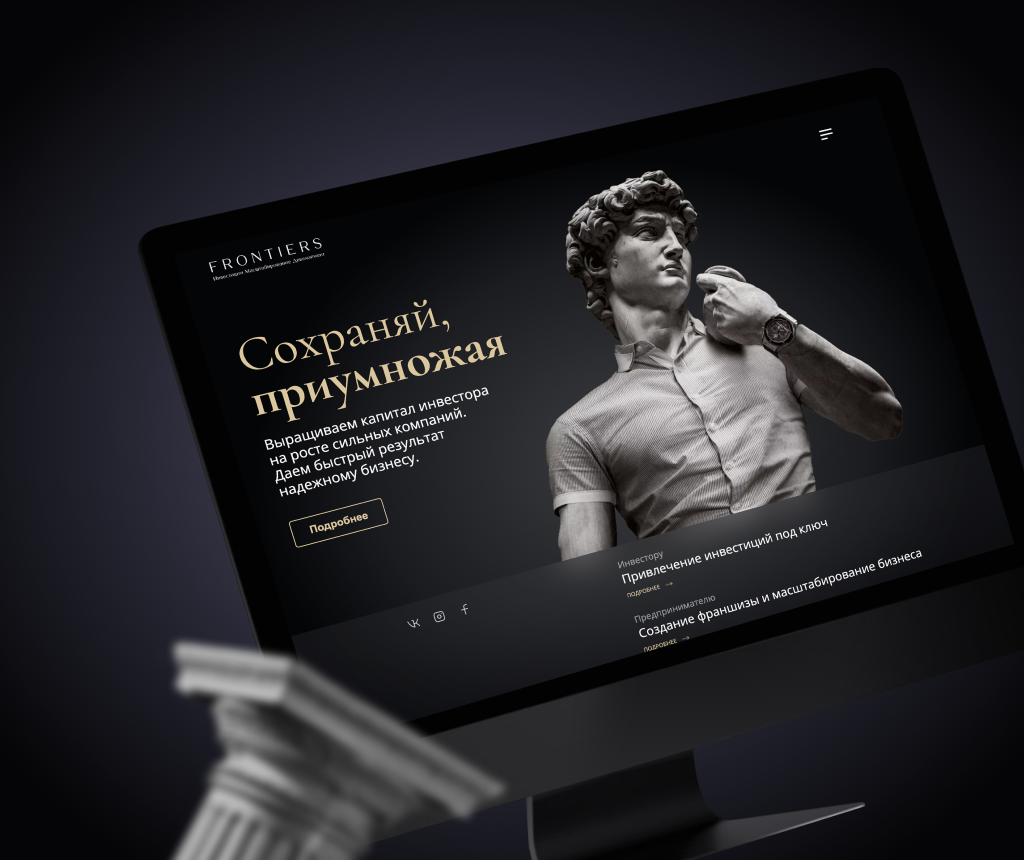 FRONTIERS
Инвестиции Масштабирование Девелопмент
Сохраняй,
приумножая
Выращиваем капитал инвестора
на росте сильных компаний.
Даем быстрый результат
надежному бизнесу.
Подробнее
Инвестору
Привлечение инвестиций под ключ
ПОДРОБНЕЕ →
Предпринимателю
Создание франшизы и масштабирование бизнеса
ПОДРОБНЕЕ →